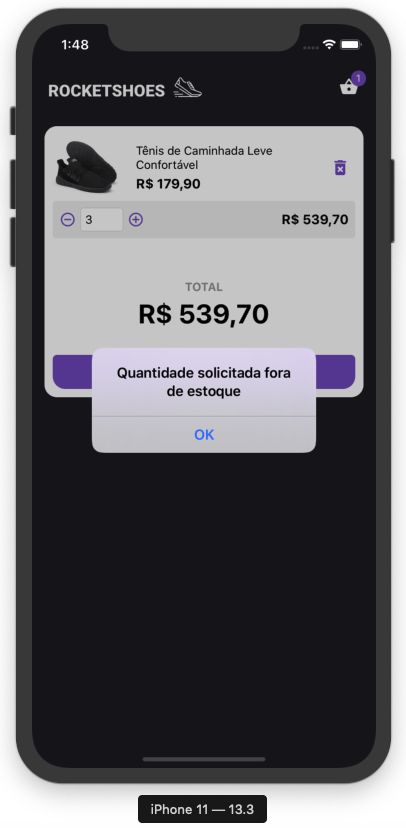 1:48
ROCKETSHOES
1
Tênis de Caminhada Leve
Confortável
R$ 179,90
3
R$ 539,70
TOTAL
R$ 539,70
Quantidade solicitada fora
de estoque
OK
iPhone 11 — 13.3